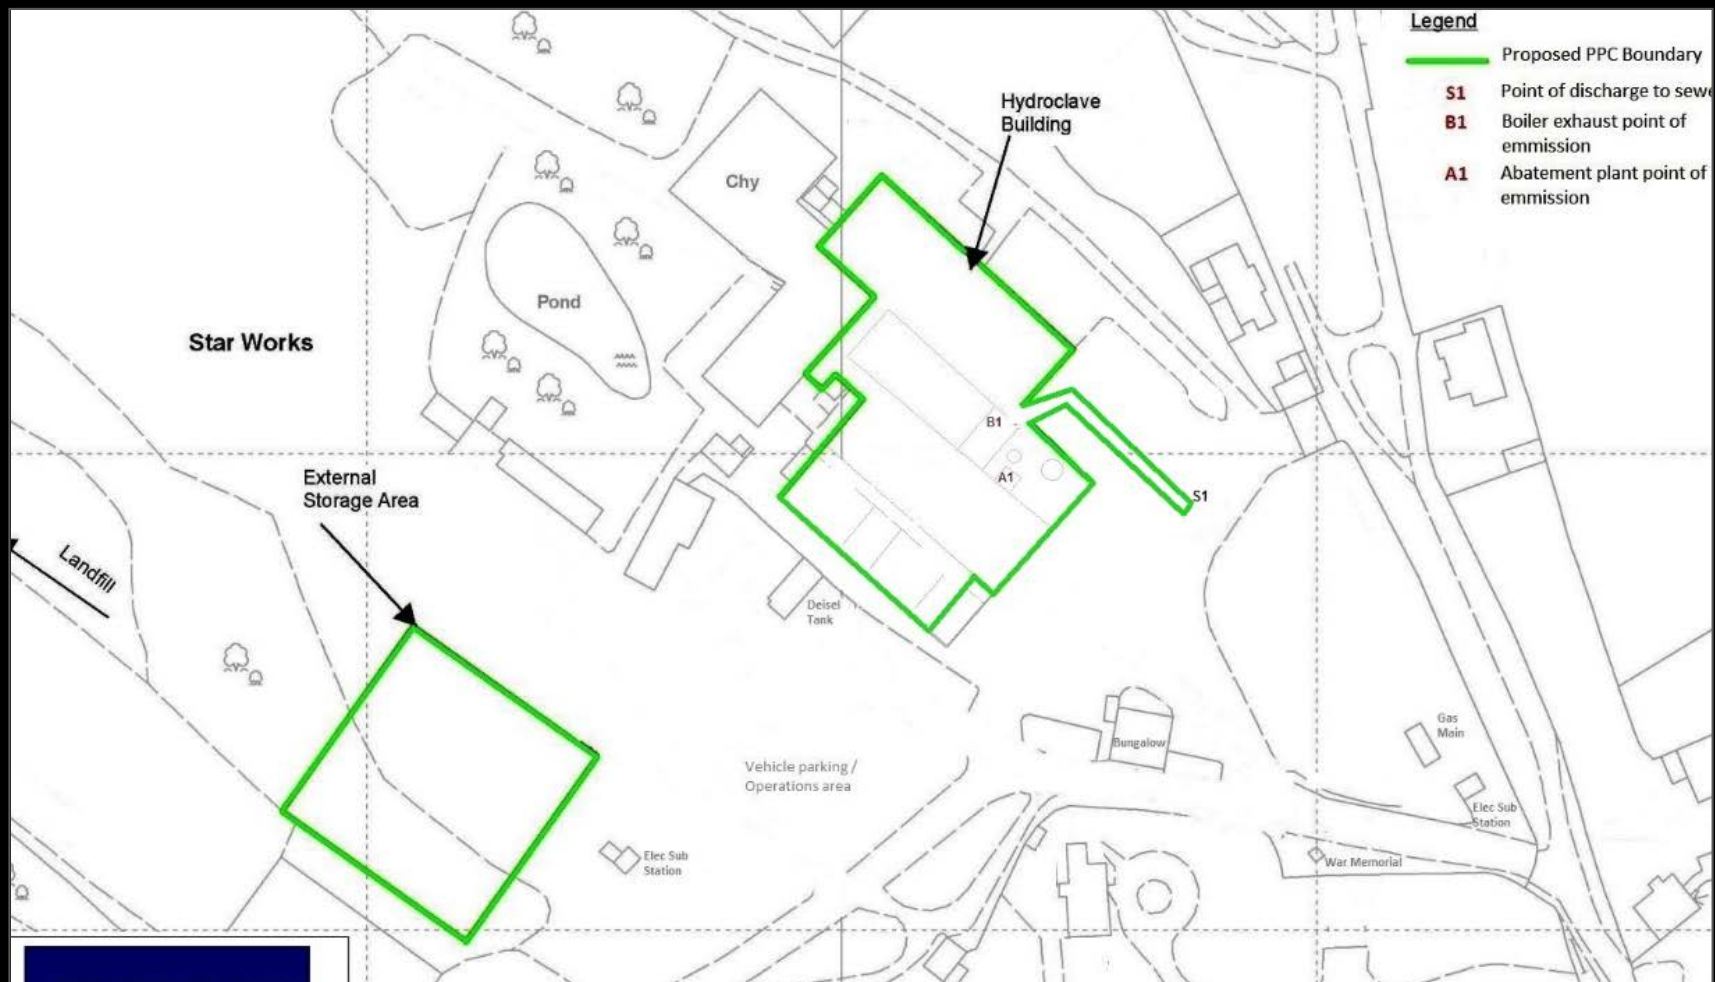 Legend
Proposed PPC Boundary
S1 Point of discharge to sewe
B1 Boiler exhaust point of
emmission
A1 Abatement plant point of
emmission
Hydroclave
Building
Chy
Pond
Star Works
B1
A1
S1
External
Storage Area
Landfill
Deisel
Tank
Vehicle parking /
Operations area
Bungalow
Gas
Main
Elec Sub
Station
War Memorial
Elec Sub
Station